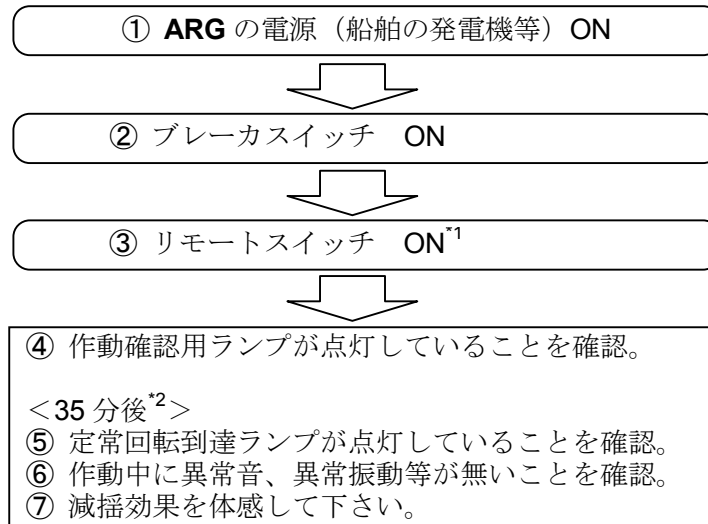 ① ARG の電源（船舶の発電機等）ON
② ブレーカスイッチ ON
③ リモートスイッチ ON*1
④ 作動確認用ランプが点灯していることを確認。
＜35 分後*2＞
⑤ 定常回転到達ランプが点灯していることを確認。
⑥ 作動中に異常音、異常振動等が無いことを確認。
⑦ 減揺効果を体感して下さい。